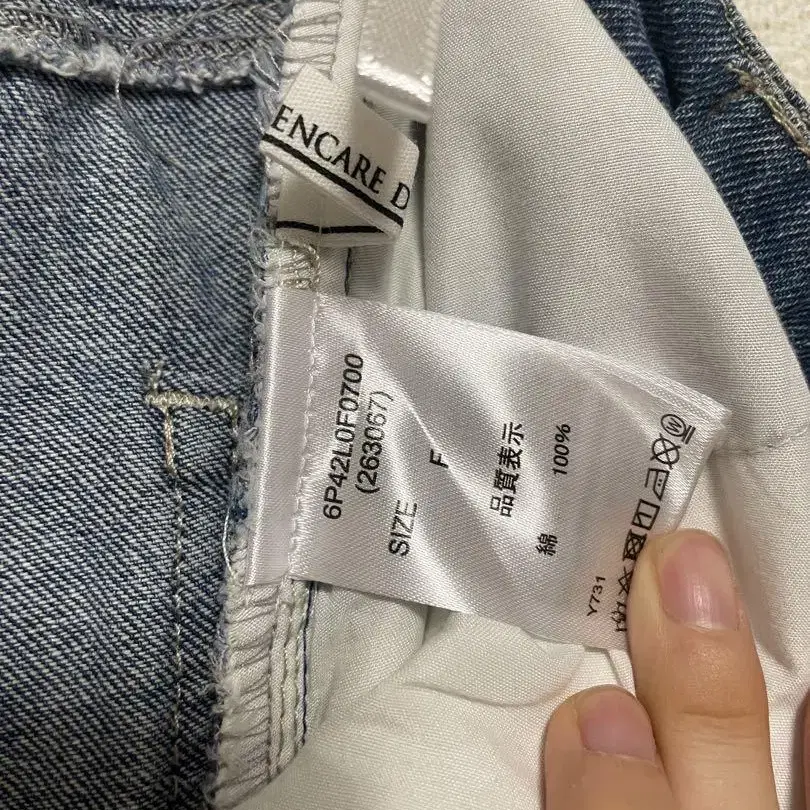 ENCARE D
6P42L0F0700
(263067)
SIZE F
品質表示
綿 100%
Y731